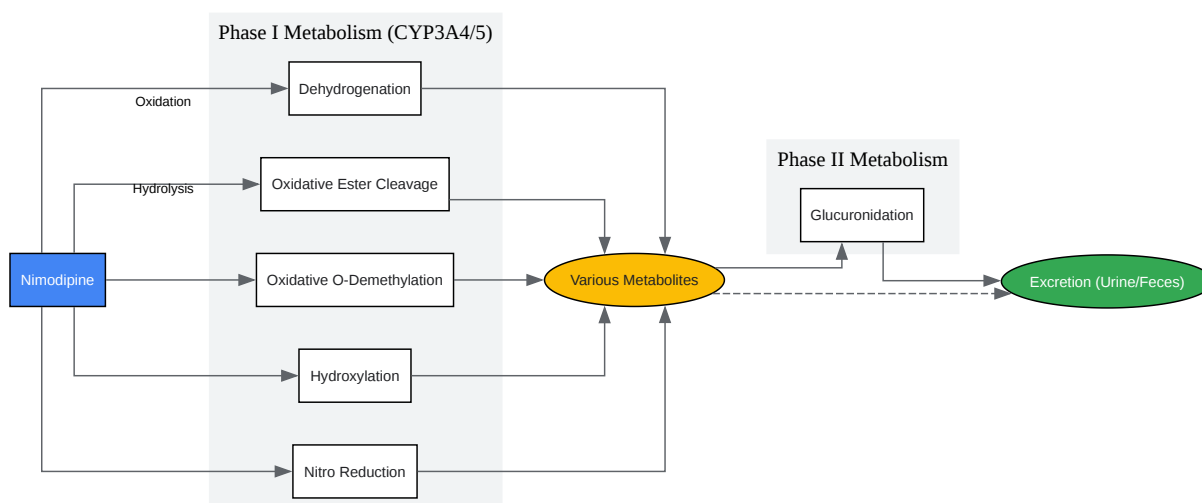 Phase I Metabolism (CYP3A4/5)
Dehydrogenation
Oxidation
Phase II Metabolism
Oxidative Ester Cleavage
Hydrolysis
Glucuronidation
Nimodipine
Oxidative O-Demethylation
Various Metabolites
Excretion (Urine/Feces)
Hydroxylation
Nitro Reduction